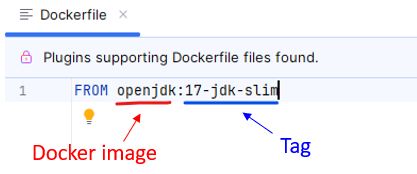 Dockerfile
Plugins supporting Dockerfile files found.
1 FROM openjdk:17-jdk-slim
Docker image
Tag